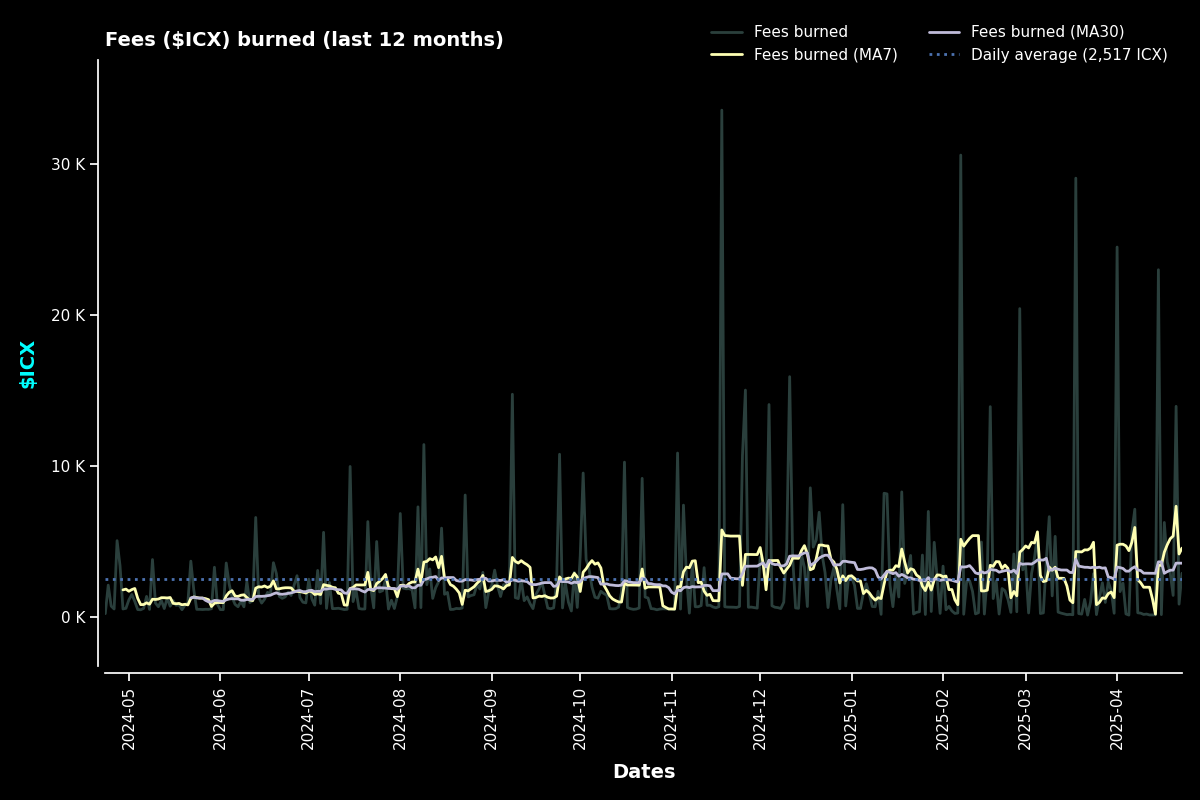 Fees ($ICX) burned (last 12 months)
Fees burned
Fees burned (MA7)
Fees burned (MA30)
Daily average (2,517 ICX)
$ICX
30 K
20 K
10 K
0 K
2024-05
2024-06
2024-07
2024-08
2024-09
2024-10
2024-11
2024-12
2025-01
2025-02
2025-03
2025-04
Dates